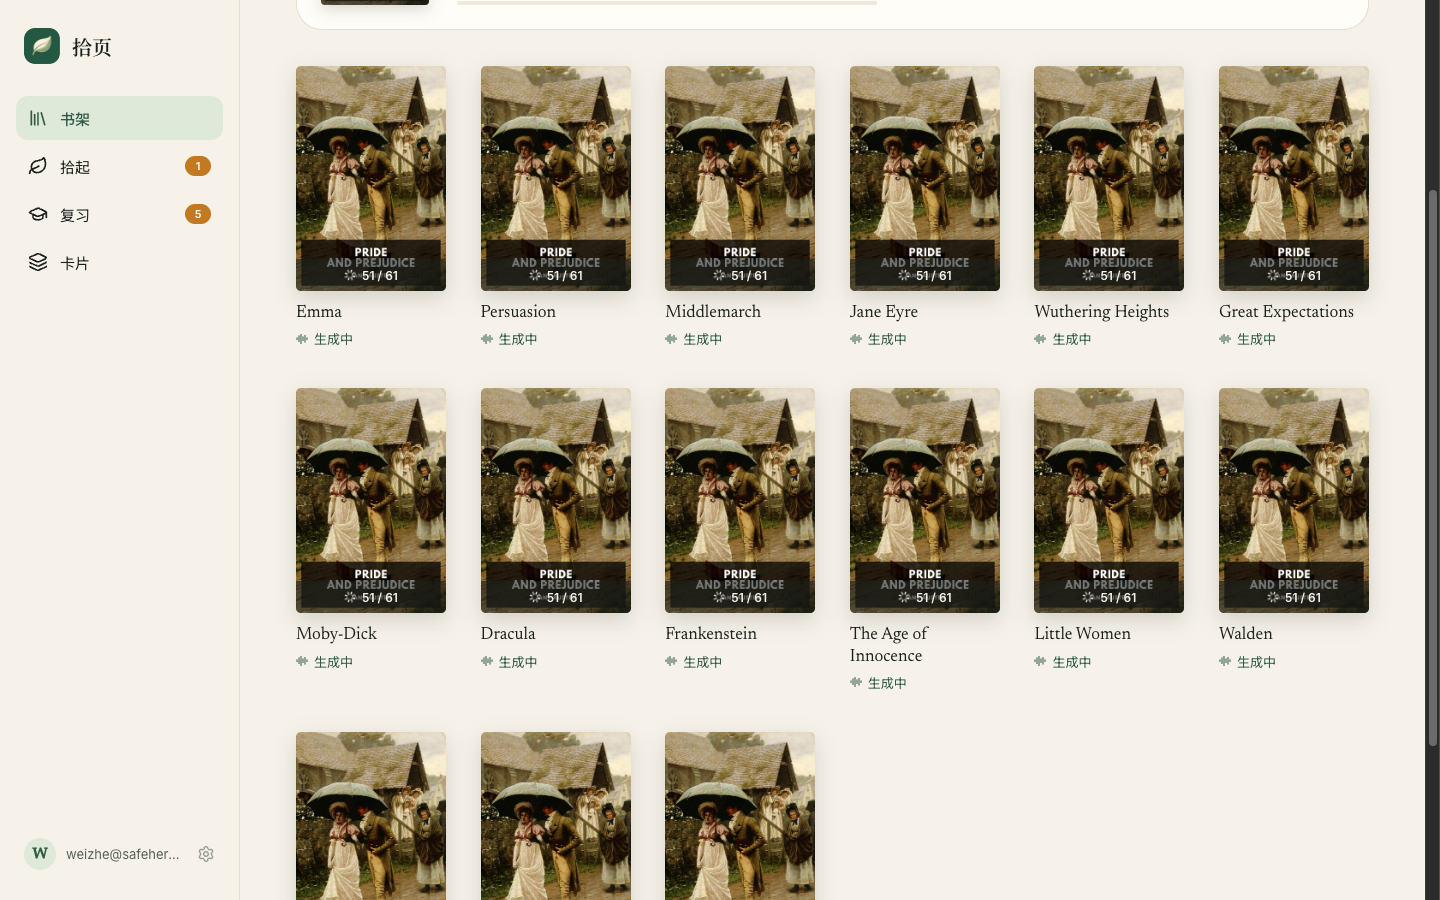 拾页
书架
拾起 1
复习 5
卡片
PRIDE
AND PREJUDICE
51 / 61
PRIDE
AND PREJUDICE
51 / 61
PRIDE
AND PREJUDICE
51 / 61
PRIDE
AND PREJUDICE
51 / 61
PRIDE
AND PREJUDICE
51 / 61
PRIDE
AND PREJUDICE
51 / 61
Emma
生成中
Persuasion
生成中
Middlemarch
生成中
Jane Eyre
生成中
Wuthering Heights
生成中
Great Expectations
生成中
PRIDE
AND PREJUDICE
51 / 61
PRIDE
AND PREJUDICE
51 / 61
PRIDE
AND PREJUDICE
51 / 61
PRIDE
AND PREJUDICE
51 / 61
PRIDE
AND PREJUDICE
51 / 61
PRIDE
AND PREJUDICE
51 / 61
Moby-Dick
生成中
Dracula
生成中
Frankenstein
生成中
The Age of
Innocence
生成中
Little Women
生成中
Walden
生成中
W weizhe@safeher...